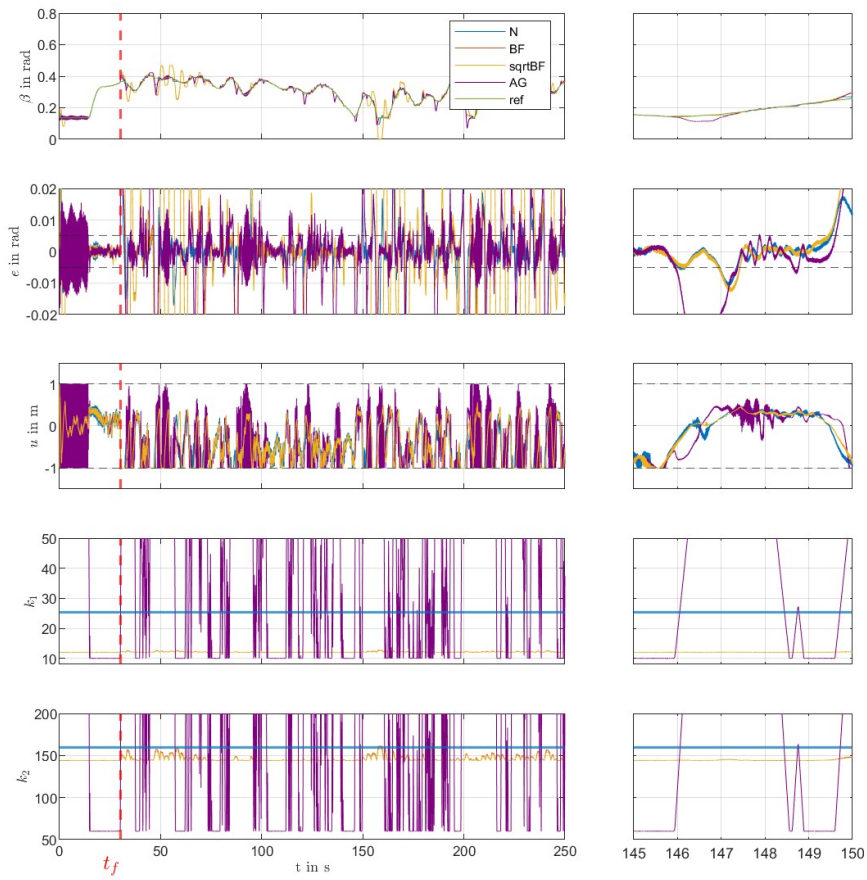 0.8
0.6
0.4
0.2
0
β in rad
N
BF
sqrtBF
AG
ref
0.02
0.01
0
-0.01
-0.02
e in rad
1
0
-1
u in m
50
40
30
20
10
k₁
200
150
100
50
k₂
0 50 100 150 200 250
145 146 147 148 149 150
t_f
t in s